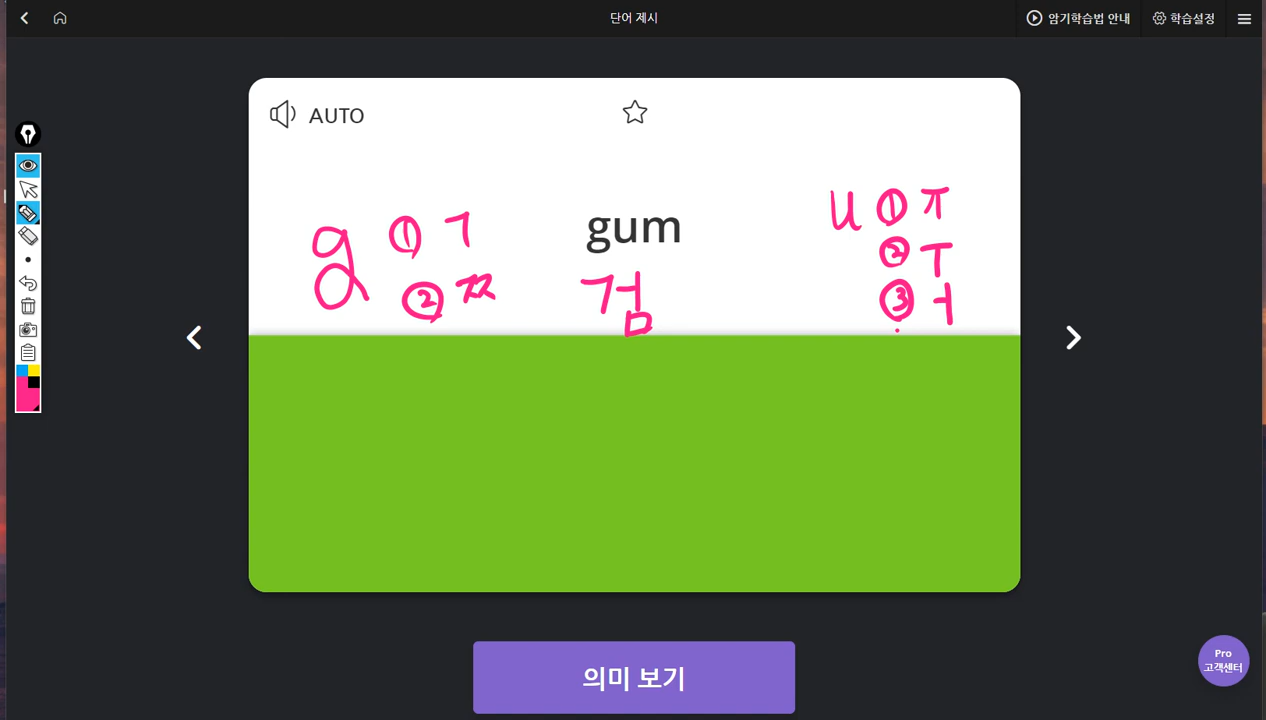 단어 제시
암기학습법 안내
학습설정
AUTO
gum
g ① ㄱ
② ㅉ
검
u ① ㅠ
② ㅜ
③ ㅓ
의미 보기
Pro
고객센터